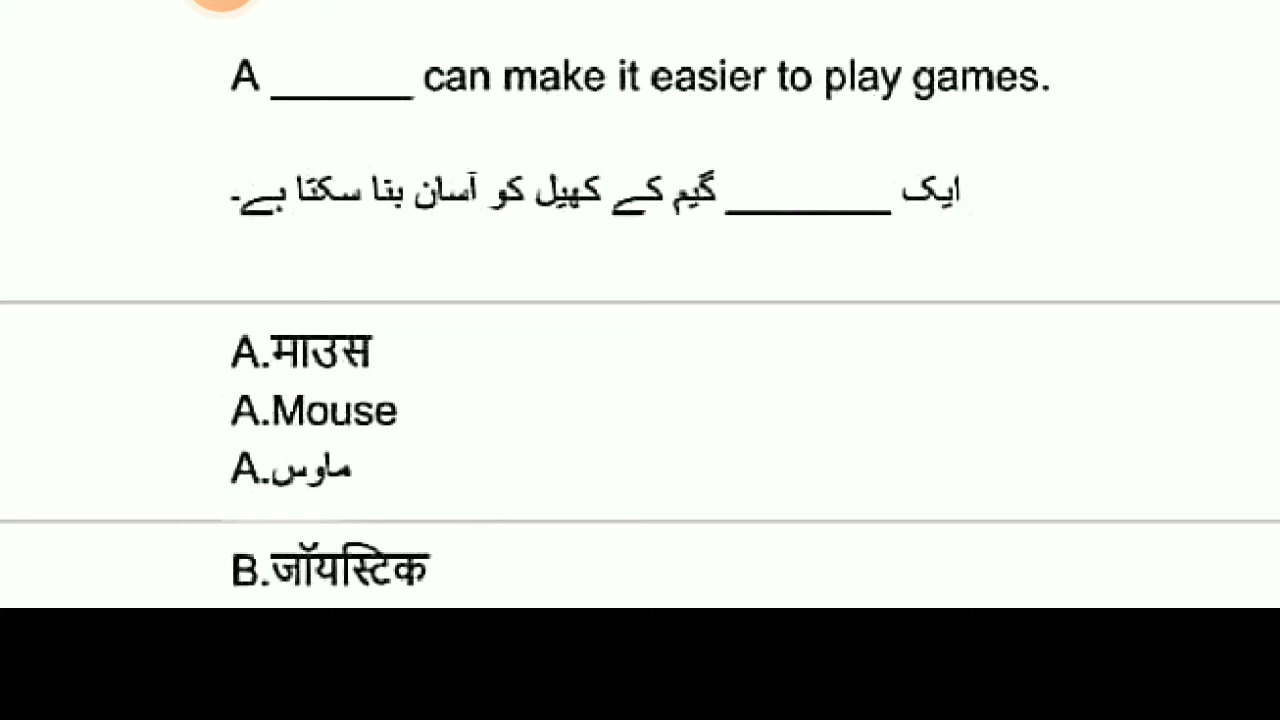 A ______ can make it easier to play games.
ایک ________ گیم کے کھیل کو آسان بنا سکتا ہے۔
A.माउस
A.Mouse
A.ماوس
B.जॉयस्टिक